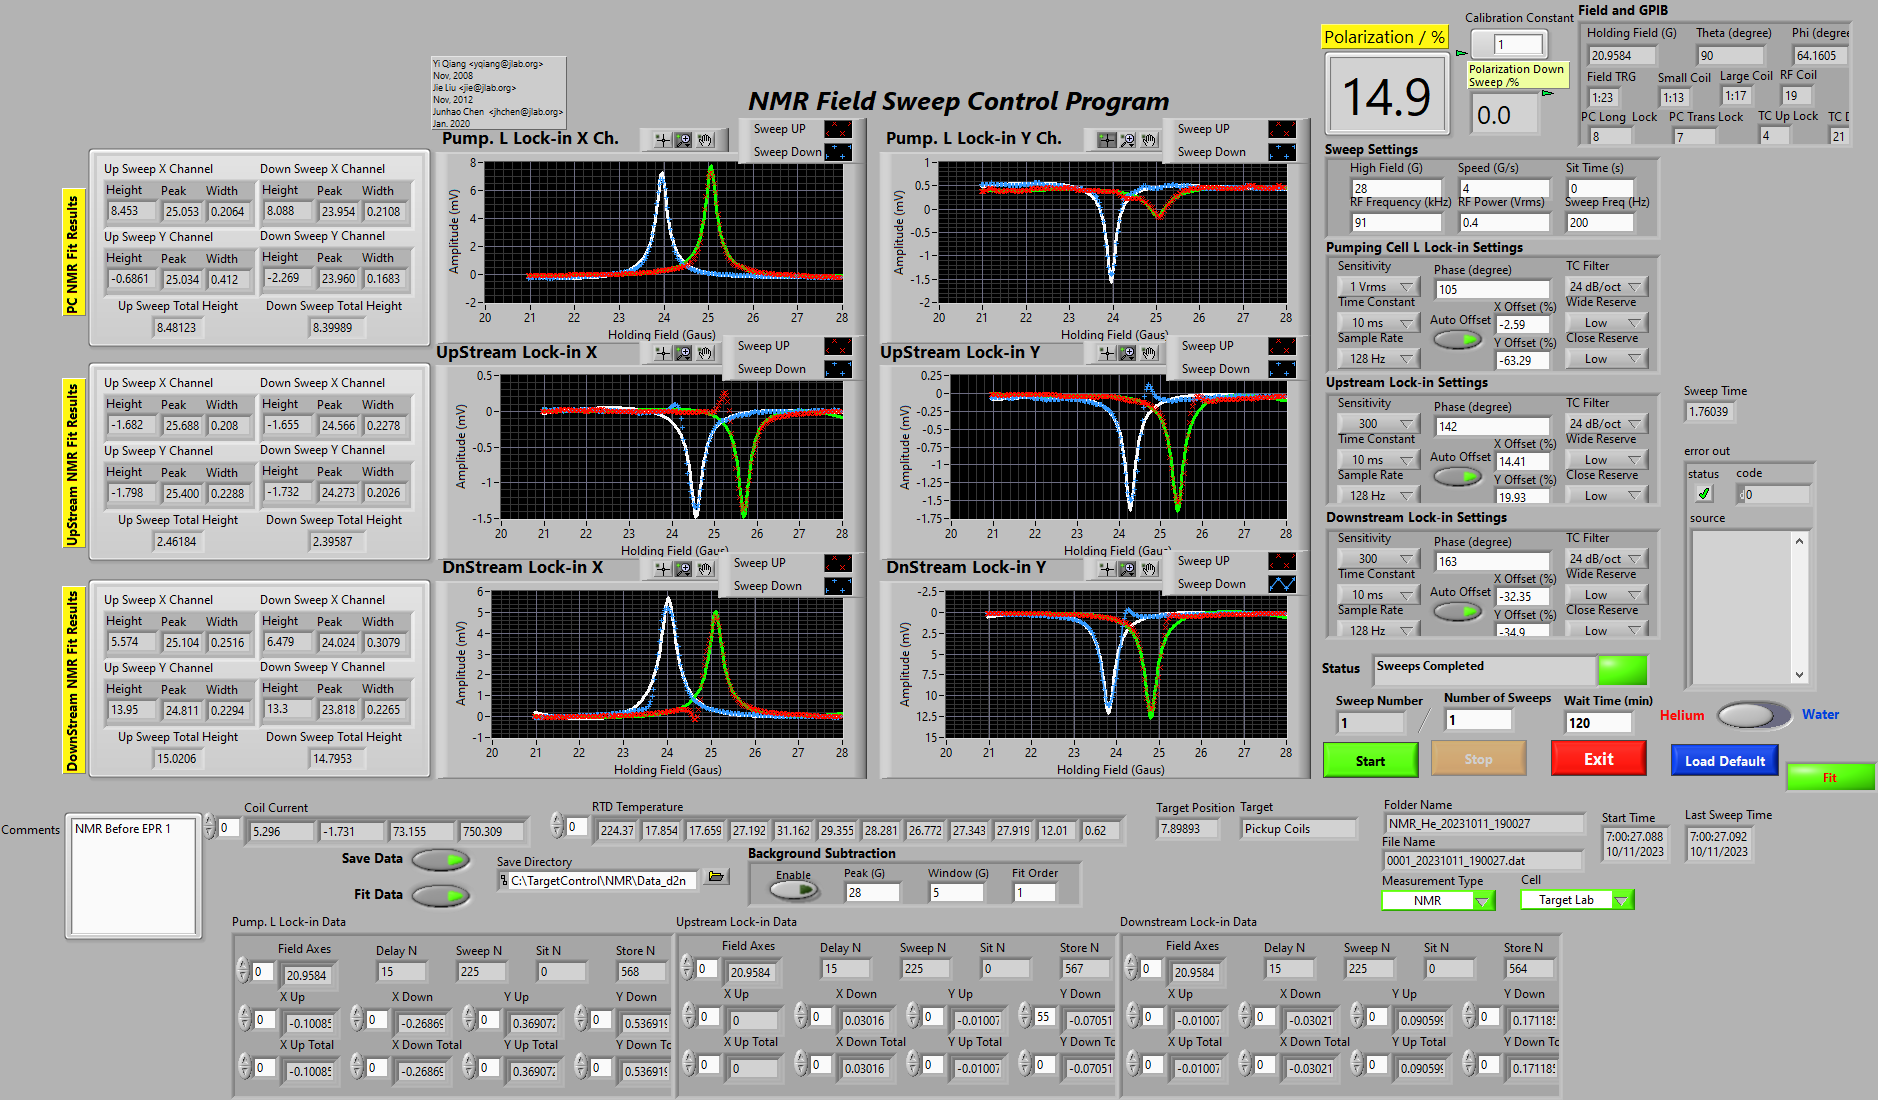 Yi Qiang <yqiang@jlab.org>
Nov, 2008
Jie Liu <jie@jlab.org>
Nov, 2012
Junhao Chen <jhchen@jlab.org>
Jan. 2020
NMR Field Sweep Control Program
Polarization / %
14.9
Calibration Constant
1
Polarization Down
Sweep /%
0.0
Field and GPIB
Holding Field (G) Theta (degree) Phi (degree
20.9584 90 64.1605
Field TRG Small Coil Large Coil RF Coil
1:23 1:13 1:17 19
PC Long Lock PC Trans Lock TC Up Lock TC D
8 7 4 21
PC NMR Fit Results
Up Sweep X Channel Down Sweep X Channel
Height Peak Width Height Peak Width
8.453 25.053 0.2064 8.088 23.954 0.2108
Up Sweep Y Channel Down Sweep Y Channel
Height Peak Width Height Peak Width
-0.6861 25.034 0.412 -2.269 23.960 0.1683
Up Sweep Total Height Down Sweep Total Height
8.48123 8.39989
UpStream NMR Fit Results
Up Sweep X Channel Down Sweep X Channel
Height Peak Width Height Peak Width
-1.682 25.688 0.208 -1.655 24.566 0.2278
Up Sweep Y Channel Down Sweep Y Channel
Height Peak Width Height Peak Width
-1.798 25.400 0.2288 -1.732 24.273 0.2026
Up Sweep Total Height Down Sweep Total Height
2.46184 2.39587
DownStream NMR Fit Results
Up Sweep X Channel Down Sweep X Channel
Height Peak Width Height Peak Width
5.574 25.104 0.2516 6.479 24.024 0.3079
Up Sweep Y Channel Down Sweep Y Channel
Height Peak Width Height Peak Width
13.95 24.811 0.2294 13.3 23.818 0.2265
Up Sweep Total Height Down Sweep Total Height
15.0206 14.7953
Pump. L Lock-in X Ch.
Sweep UP
Sweep Down
Amplitude (mV)
8
6
4
2
0
-2
20 21 22 23 24 25 26 27 28
Holding Field (Gaus)
Pump. L Lock-in Y Ch.
Sweep UP
Sweep Down
Amplitude (mV)
1
0.5
0
-0.5
-1
-1.5
-2
20 21 22 23 24 25 26 27 28
Holding Field (Gaus)
UpStream Lock-in X
Sweep UP
Sweep Down
Amplitude (mV)
0.5
0
-0.5
-1
-1.5
20 21 22 23 24 25 26 27 28
Holding Field (Gaus)
UpStream Lock-in Y
Sweep UP
Sweep Down
Amplitude (mV)
0.25
0
-0.25
-0.5
-0.75
-1
-1.25
-1.5
-1.75
20 21 22 23 24 25 26 27 28
Holding Field (Gaus)
DnStream Lock-in X
Sweep UP
Sweep Down
Amplitude (mV)
6
5
4
3
2
1
0
-1
20 21 22 23 24 25 26 27 28
Holding Field (Gaus)
DnStream Lock-in Y
Sweep UP
Sweep Down
Amplitude (mV)
-2.5
0
2.5
5
7.5
10
12.5
15
20 21 22 23 24 25 26 27 28
Holding Field (Gaus)
Sweep Settings
High Field (G) Speed (G/s) Sit Time (s)
28 4 0
RF Frequency (kHz) RF Power (Vrms) Sweep Freq (Hz)
91 0.4 200
Pumping Cell L Lock-in Settings
Sensitivity Phase (degree) TC Filter
1 Vrms 105 24 dB/oct
Time Constant X Offset (%) Wide Reserve
10 ms Auto Offset -2.59 Low
Sample Rate Y Offset (%) Close Reserve
128 Hz -63.29 Low
Upstream Lock-in Settings
Sensitivity Phase (degree) TC Filter
300 142 24 dB/oct
Time Constant X Offset (%) Wide Reserve
10 ms Auto Offset 14.41 Low
Sample Rate Y Offset (%) Close Reserve
128 Hz 19.93 Low
Downstream Lock-in Settings
Sensitivity Phase (degree) TC Filter
300 163 24 dB/oct
Time Constant X Offset (%) Wide Reserve
10 ms Auto Offset -32.35 Low
Sample Rate Y Offset (%) Close Reserve
128 Hz -34.9 Low
Sweep Time
1.76039
error out
status code
0
source
Status Sweeps Completed
Sweep Number Number of Sweeps Wait Time (min)
1 / 1 120
Helium Water
Start Stop Exit Load Default Fit
Comments
NMR Before EPR 1
Coil Current
0 5.296 -1.731 73.155 750.309
RTD Temperature
0 224.37 17.854 17.659 27.192 31.162 29.355 28.281 26.772 27.343 27.919 12.01 0.62
Target Position Target
7.89893 Pickup Coils
Folder Name
NMR_He_20231011_190027
File Name
0001_20231011_190027.dat
Start Time
7:00:27.088
10/11/2023
Last Sweep Time
7:00:27.092
10/11/2023
Measurement Type Cell
NMR Target Lab
Save Data
Fit Data
Save Directory
C:\TargetControl\NMR\Data_d2n
Background Subtraction
Enable Peak (G) Window (G) Fit Order
28 5 1
Pump. L Lock-in Data
Field Axes Delay N Sweep N Sit N Store N
0 20.9584 15 225 0 568
X Up X Down Y Up Y Down
0 -0.10085 0 -0.26869 0 0.369072 0 0.536919
X Up Total X Down Total Y Up Total Y Down To
0 -0.10085 0 -0.26869 0 0.369072 0 0.536919
Upstream Lock-in Data
Field Axes Delay N Sweep N Sit N Store N
0 20.9584 15 225 0 567
X Up X Down Y Up Y Down
0 0 0 0.03016 0 -0.01007 55 -0.07051
X Up Total X Down Total Y Up Total Y Down Tc
0 0 0 0.03016 0 -0.01007 0 -0.07051
Downstream Lock-in Data
Field Axes Delay N Sweep N Sit N Store N
0 20.9584 15 225 0 564
X Up X Down Y Up Y Down
0 -0.01007 0 -0.03021 0 0.090599 0 0.171185
X Up Total X Down Total Y Up Total Y Down Tc
0 -0.01007 0 -0.03021 0 0.090599 0 0.171185